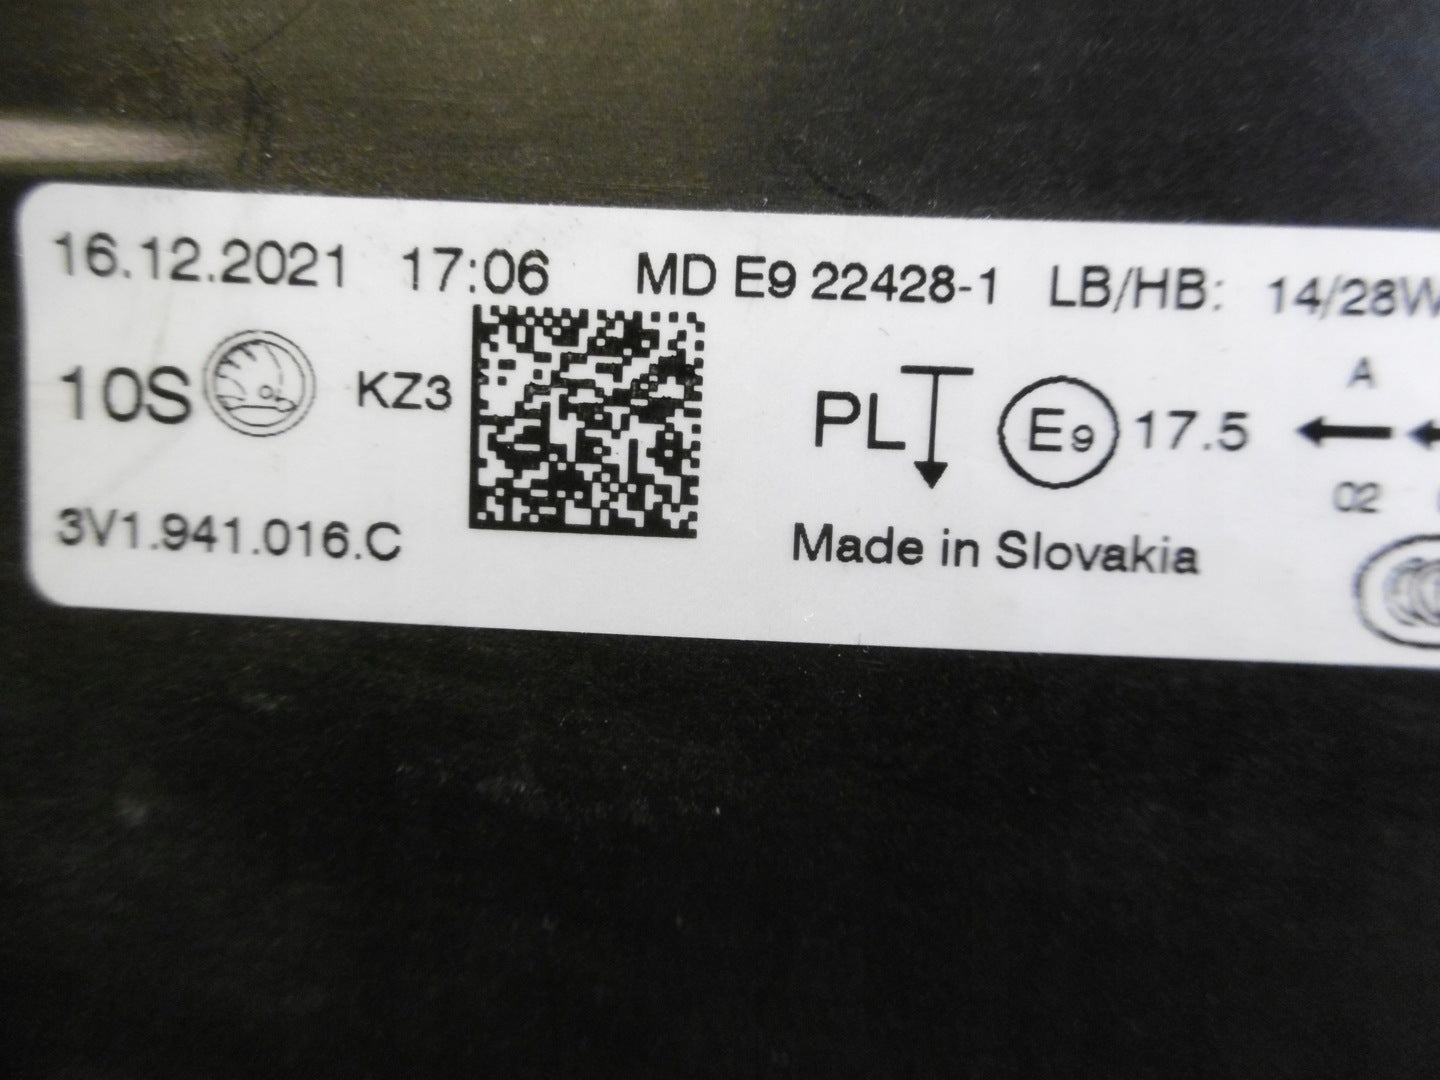 16.12.2021 17:06 MD E9 22428-1 LB/HB: 14/28W
10S KZ3 PL E9 17.5 A
02
3V1.941.016.C Made in Slovakia